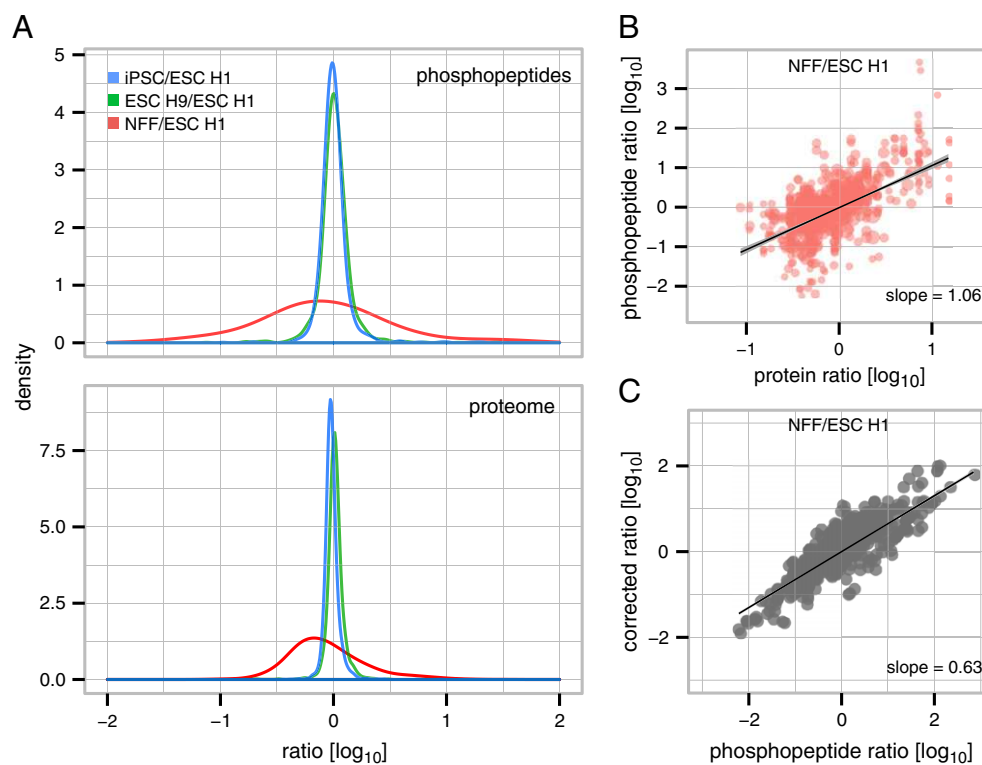 A
5
4
3
2
1
0
phosphopeptides
iPSC/ESC H1
ESC H9/ESC H1
NFF/ESC H1
density
7.5
5.0
2.5
0.0
proteome
−2
−1
0
1
2
ratio [log10]
B
phosphopeptide ratio [log10]
3
2
1
0
−1
−2
NFF/ESC H1
slope = 1.06
−1
0
1
protein ratio [log10]
C
corrected ratio [log10]
2
0
−2
NFF/ESC H1
slope = 0.63
−2
0
2
phosphopeptide ratio [log10]